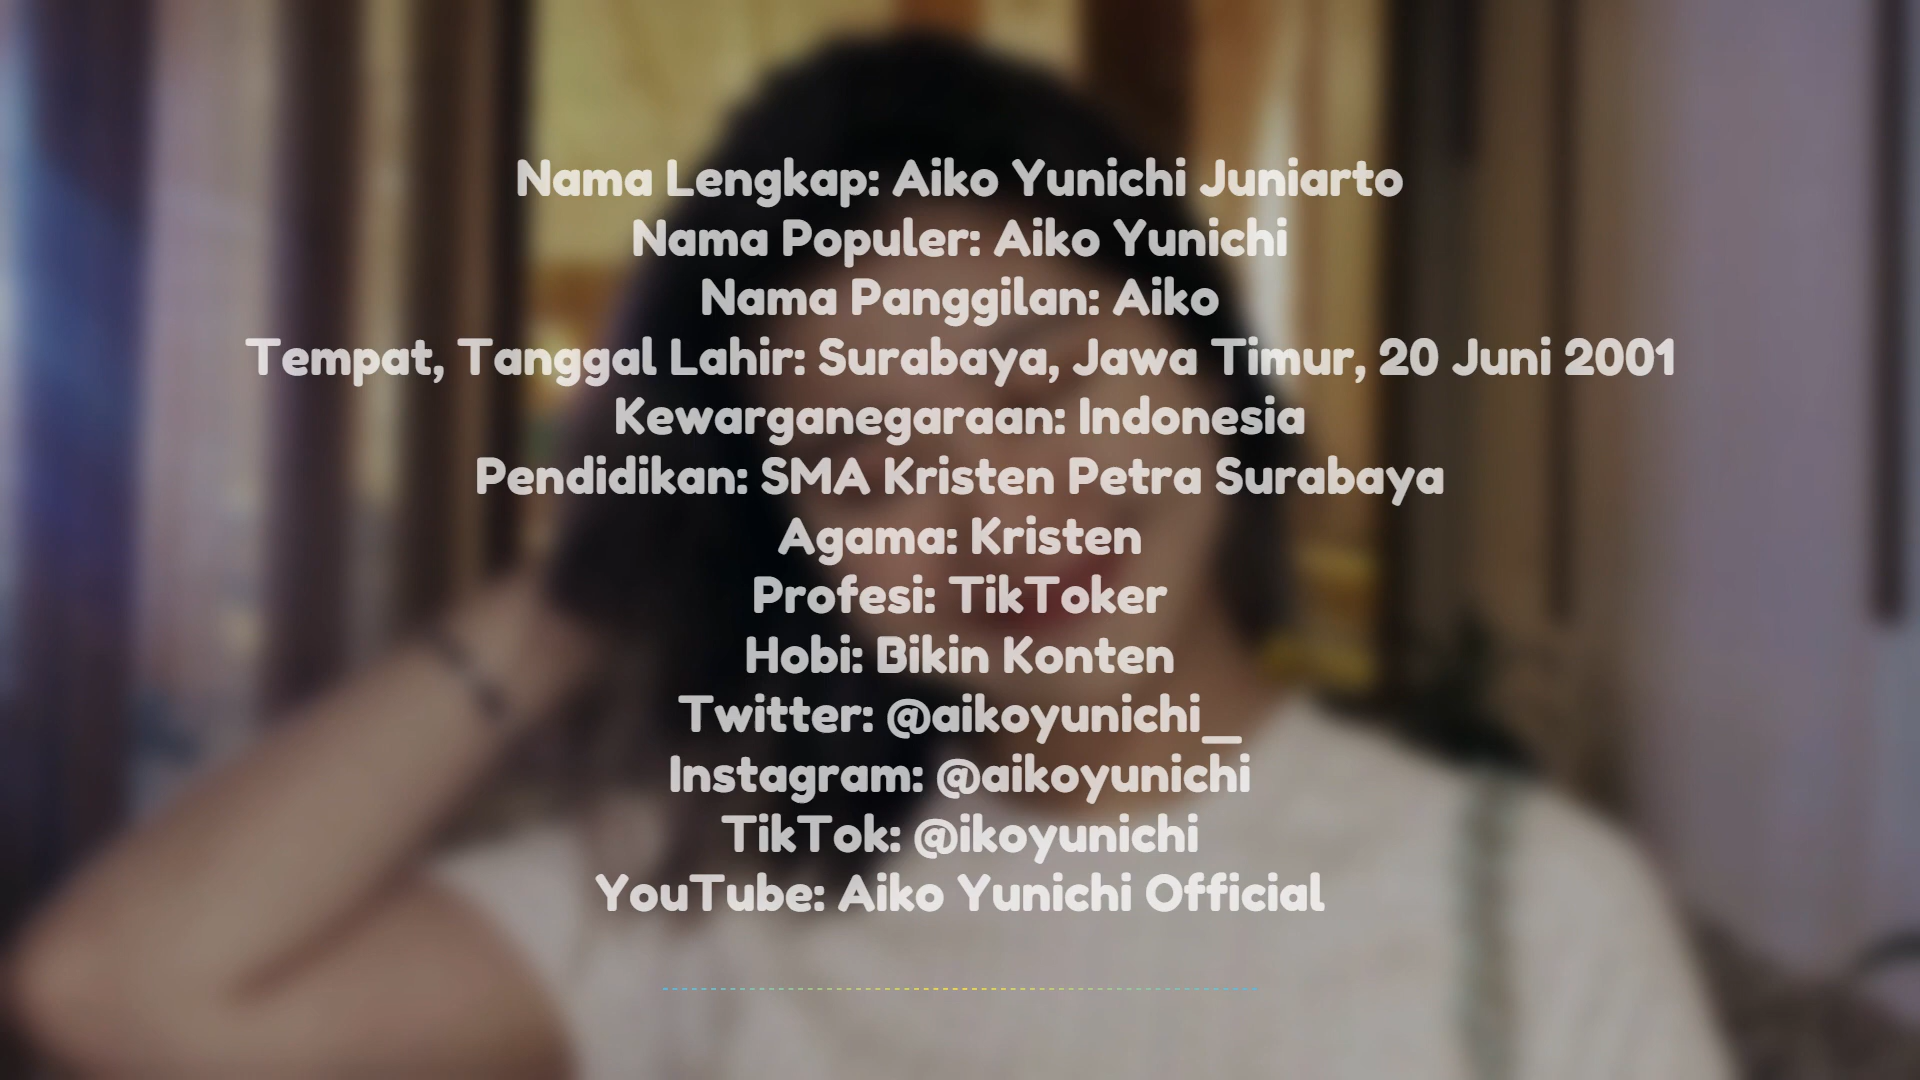 Nama Lengkap: Aiko Yunichi Juniarto
Nama Populer: Aiko Yunichi
Nama Panggilan: Aiko
Tempat, Tanggal Lahir: Surabaya, Jawa Timur, 20 Juni 2001
Kewarganegaraan: Indonesia
Pendidikan: SMA Kristen Petra Surabaya
Agama: Kristen
Profesi: TikToker
Hobi: Bikin Konten
Twitter: @aikoyunichi_
Instagram: @aikoyunichi
TikTok: @ikoyunichi
YouTube: Aiko Yunichi Official